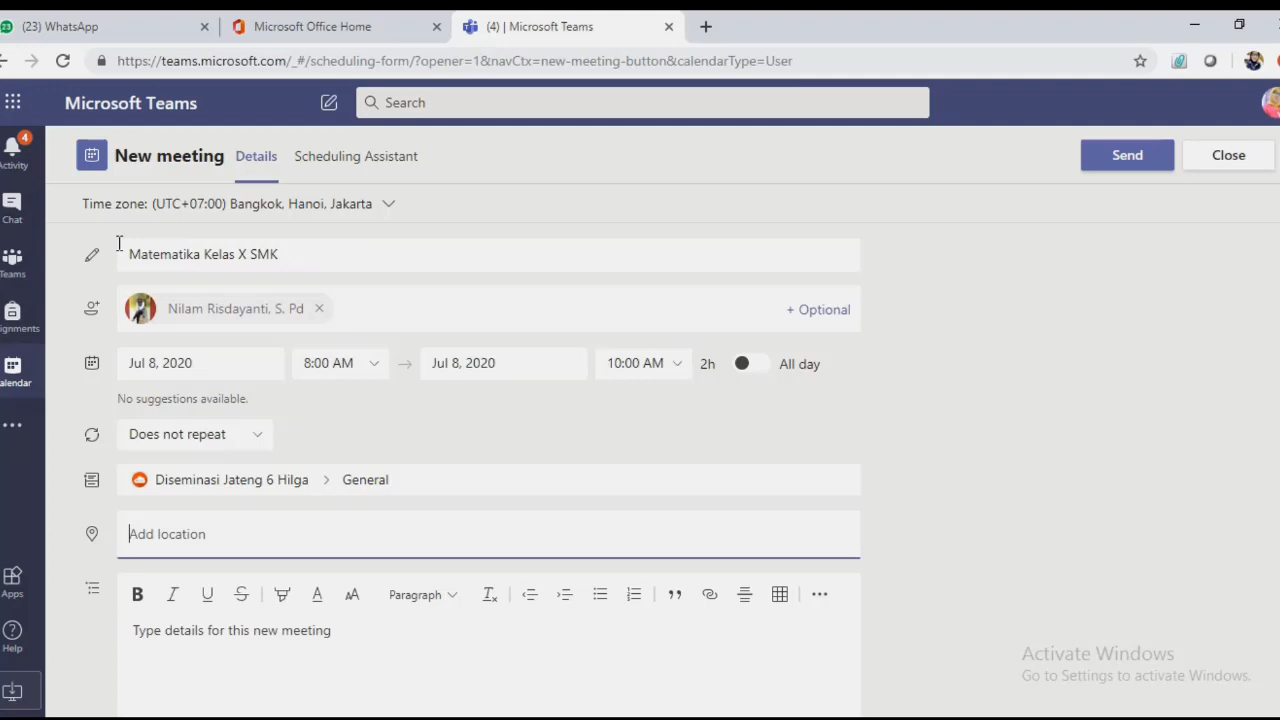 (23) WhatsApp
Microsoft Office Home
(4) | Microsoft Teams
https://teams.microsoft.com/_#/scheduling-form/?opener=1&navCtx=new-meeting-button&calendarType=User
Microsoft Teams
Search
4
Activity
New meeting
Details
Scheduling Assistant
Send
Close
Time zone: (UTC+07:00) Bangkok, Hanoi, Jakarta
Chat
Matematika Kelas X SMK
Teams
Nilam Risdayanti, S. Pd
+ Optional
ignments
Jul 8, 2020
8:00 AM
Jul 8, 2020
10:00 AM
2h
All day
alendar
No suggestions available.
Does not repeat
Diseminasi Jateng 6 Hilga > General
Add location
Apps
B I U S A AA Paragraph
Type details for this new meeting
Help
Activate Windows
Go to Settings to activate Windows.